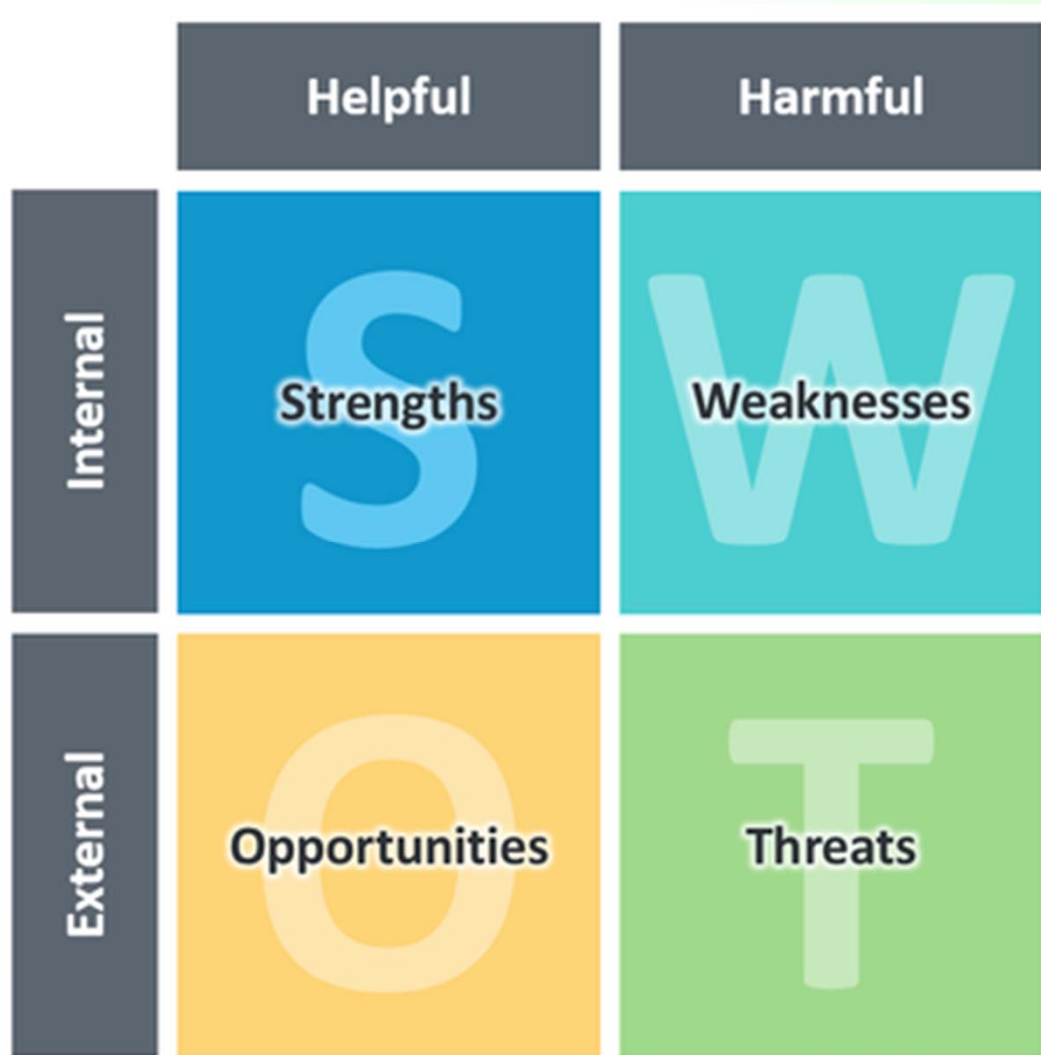 Helpful
Harmful
Internal
S
Strengths
W
Weaknesses
External
O
Opportunities
T
Threats